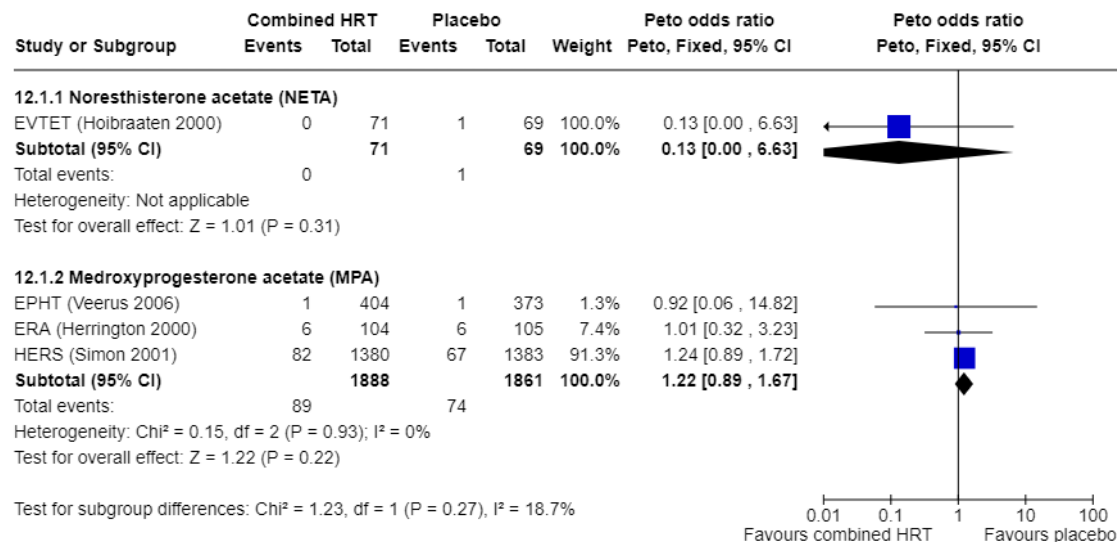 Combined HRT Placebo Peto odds ratio Peto odds ratio
Study or Subgroup Events Total Events Total Weight Peto, Fixed, 95% CI Peto, Fixed, 95% CI
12.1.1 Noresthisterone acetate (NETA)
EVTET (Hoibraaten 2000) 0 71 1 69 100.0% 0.13 [0.00 , 6.63]
Subtotal (95% CI) 71 69 100.0% 0.13 [0.00 , 6.63]
Total events: 0 1
Heterogeneity: Not applicable
Test for overall effect: Z = 1.01 (P = 0.31)
12.1.2 Medroxyprogesterone acetate (MPA)
EPHT (Veerus 2006) 1 404 1 373 1.3% 0.92 [0.06 , 14.82]
ERA (Herrington 2000) 6 104 6 105 7.4% 1.01 [0.32 , 3.23]
HERS (Simon 2001) 82 1380 67 1383 91.3% 1.24 [0.89 , 1.72]
Subtotal (95% CI) 1888 1861 100.0% 1.22 [0.89 , 1.67]
Total events: 89 74
Heterogeneity: Chi² = 0.15, df = 2 (P = 0.93); I² = 0%
Test for overall effect: Z = 1.22 (P = 0.22)
Test for subgroup differences: Chi² = 1.23, df = 1 (P = 0.27), I² = 18.7%
0.01 0.1 1 10 100
Favours combined HRT Favours placebo